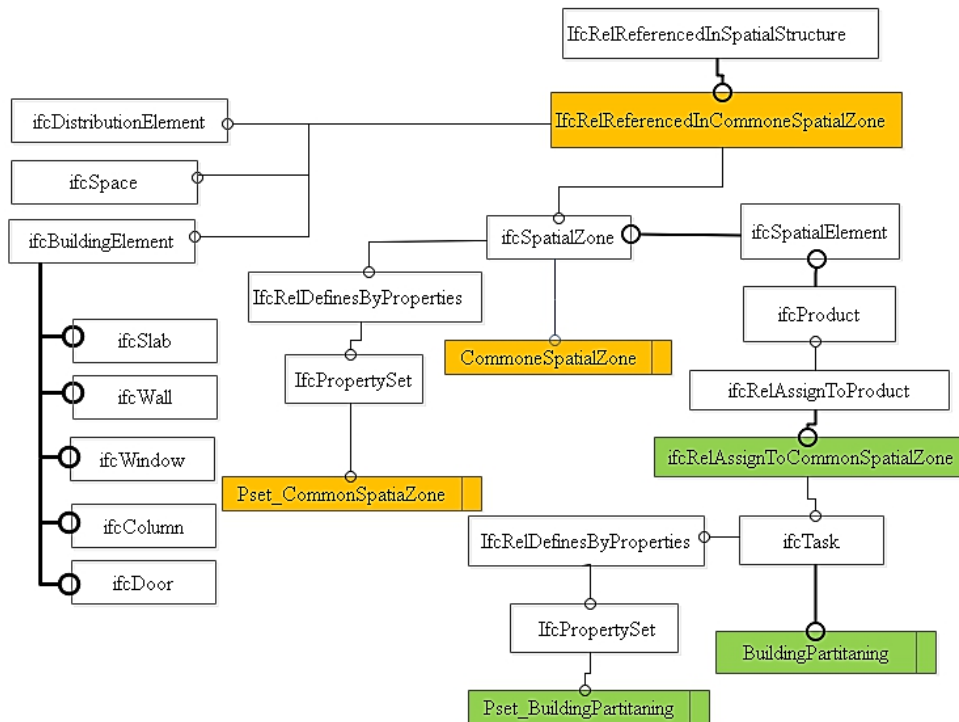 IfcRelReferencedInSpatialStructure
ifcDistributionElement
IfcRelReferencedInCommoneSpatialZone
ifcSpace
ifcBuildingElement
ifcSpatialZone
ifcSpatialElement
IfcRelDefinesByProperties
ifcProduct
ifcSlab
CommoneSpatialZone
IfcPropertySet
ifcWall
ifcRelAssignToProduct
ifcWindow
ifcRelAssignToCommonSpatialZone
Pset_CommonSpatiaZone
ifcColumn
IfcRelDefinesByProperties
ifcTask
ifcDoor
IfcPropertySet
BuildingPartitaning
Pset_BuildingPartitaning